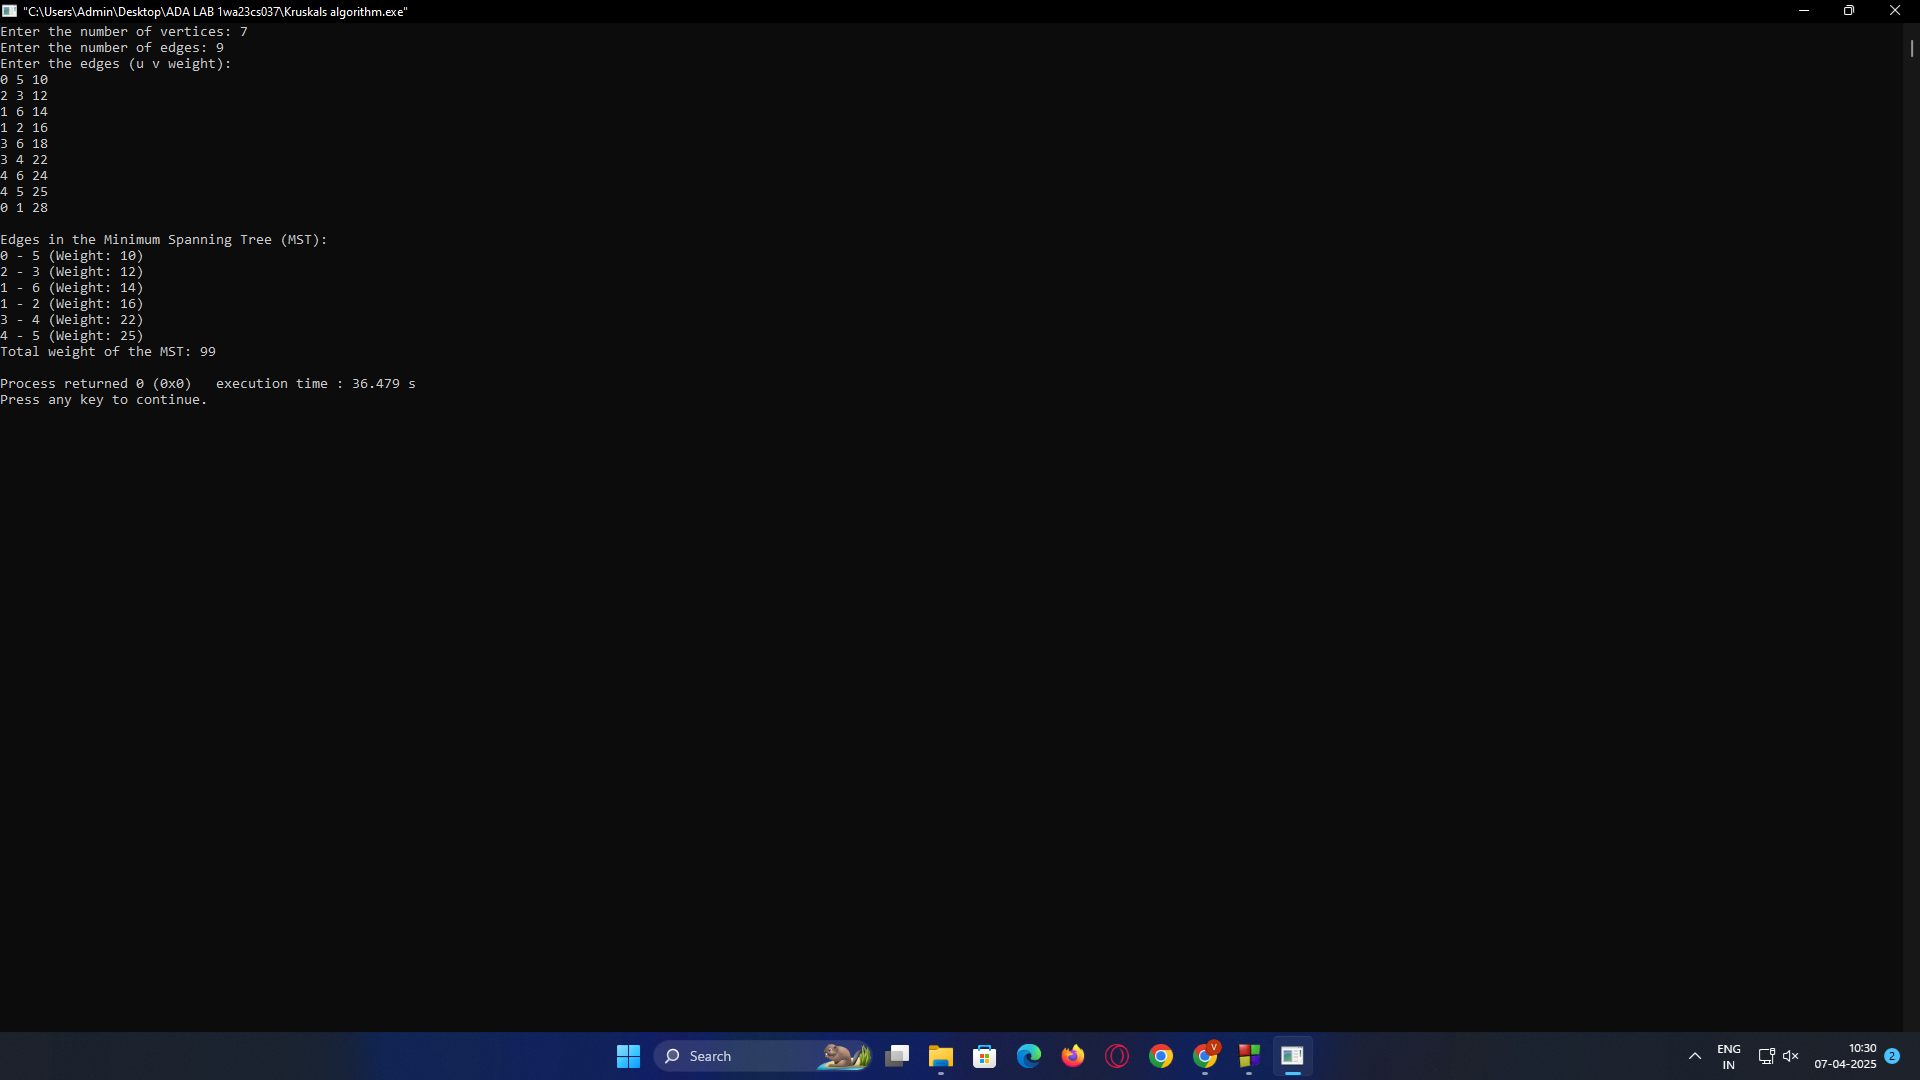 "C:\Users\Admin\Desktop\ADA LAB 1wa23cs037\Kruskals algorithm.exe"
Enter the number of vertices: 7
Enter the number of edges: 9
Enter the edges (u v weight):
0 5 10
2 3 12
1 6 14
1 2 16
3 6 18
3 4 22
4 6 24
4 5 25
0 1 28
Edges in the Minimum Spanning Tree (MST):
0 - 5 (Weight: 10)
2 - 3 (Weight: 12)
1 - 6 (Weight: 14)
1 - 2 (Weight: 16)
3 - 4 (Weight: 22)
4 - 5 (Weight: 25)
Total weight of the MST: 99
Process returned 0 (0x0)   execution time : 36.479 s
Press any key to continue.
Search
V
ENG
IN
10:30
07-04-2025
2